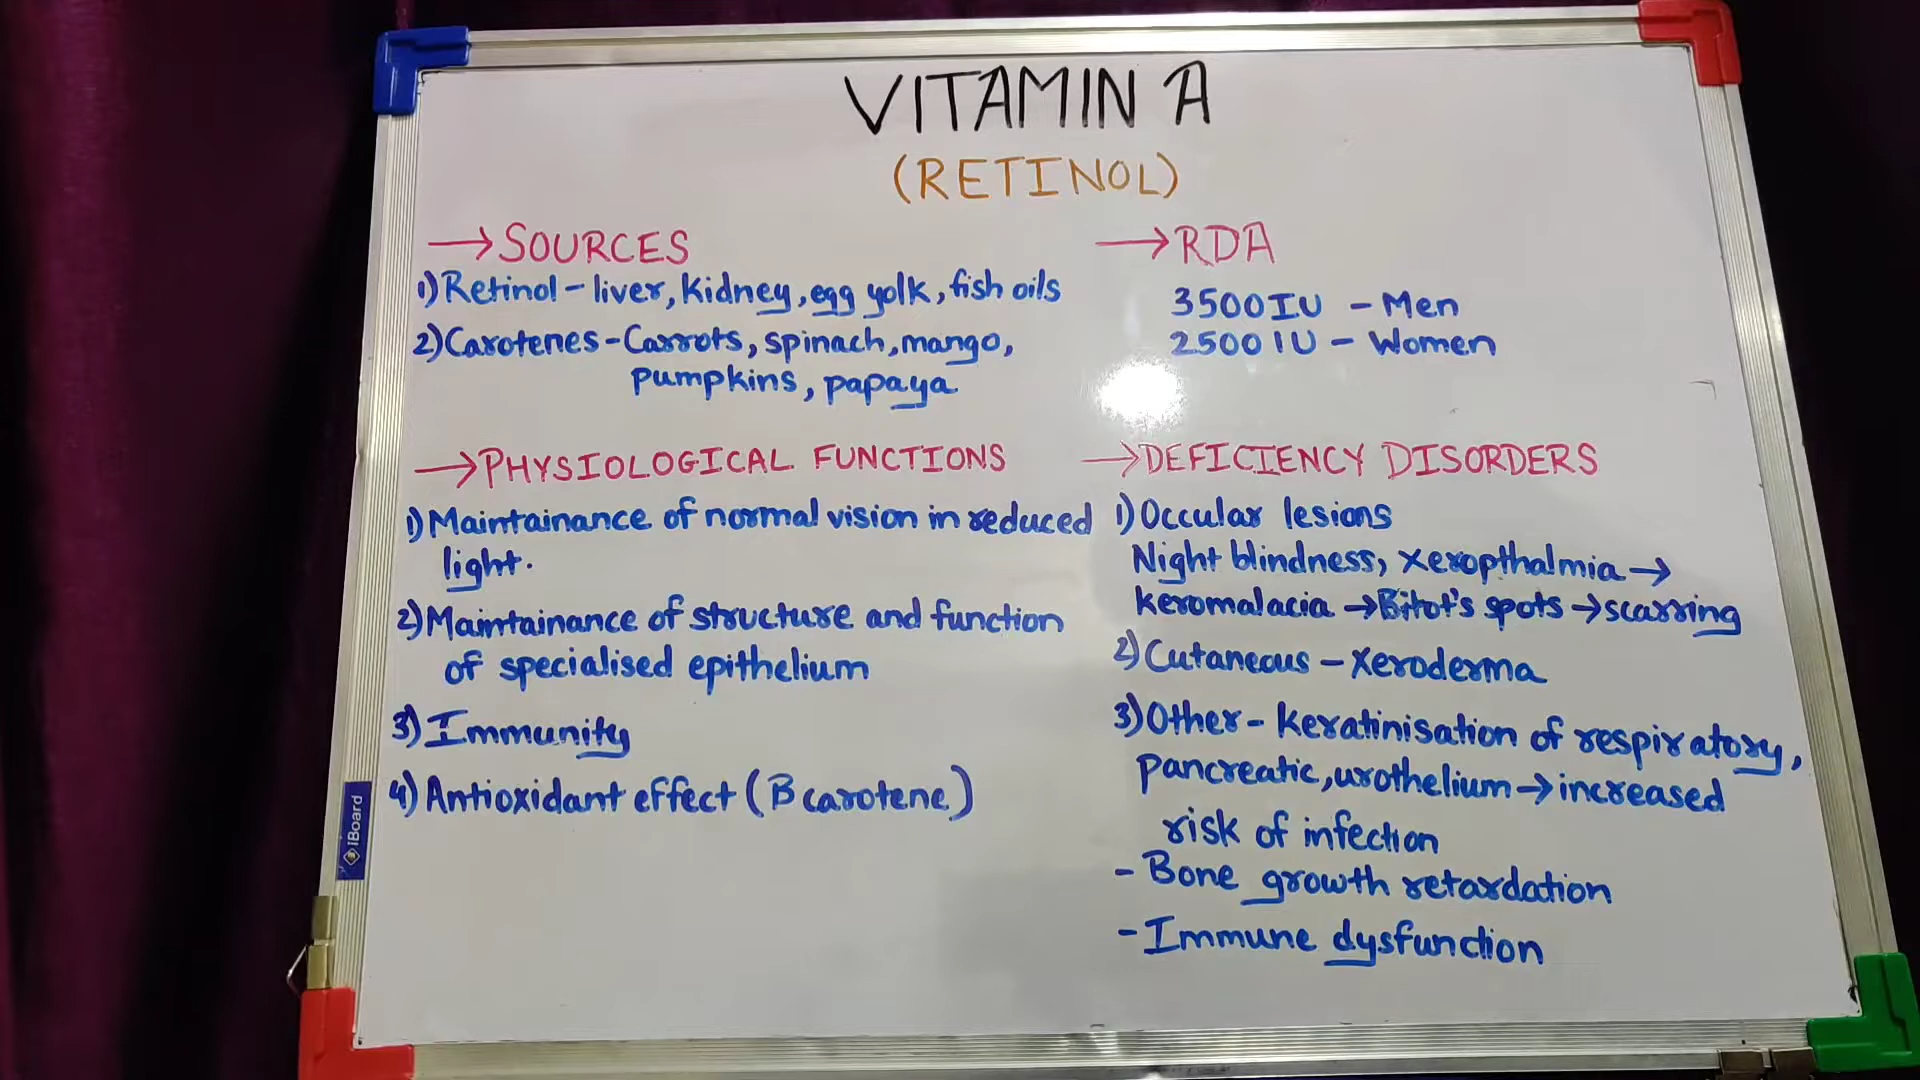 VITAMIN A
(RETINOL)
→SOURCES
1)Retinol-liver, kidney, egg yolk, fish oils
2)Carotenes-Carrots, spinach, mango,
pumpkins, papaya
→RDA
3500IU - Men
2500 IU - Women
→PHYSIOLOGICAL FUNCTIONS
1)Maintainance of normal vision in reduced
light.
2)Maintainance of structure and function
of specialised epithelium
3)Immunity
4)Antioxidant effect (B carotene)
→DEFICIENCY DISORDERS
1)Occular lesions
Night blindness, xeropthalmia→
keromalacia→Bitot's spots→scarring
2)Cutaneous-Xeroderma
3)Other-keratinisation of respiratory,
pancreatic, urothelium→increased
risk of infection
- Bone growth retardation
- Immune dysfunction
iBoard